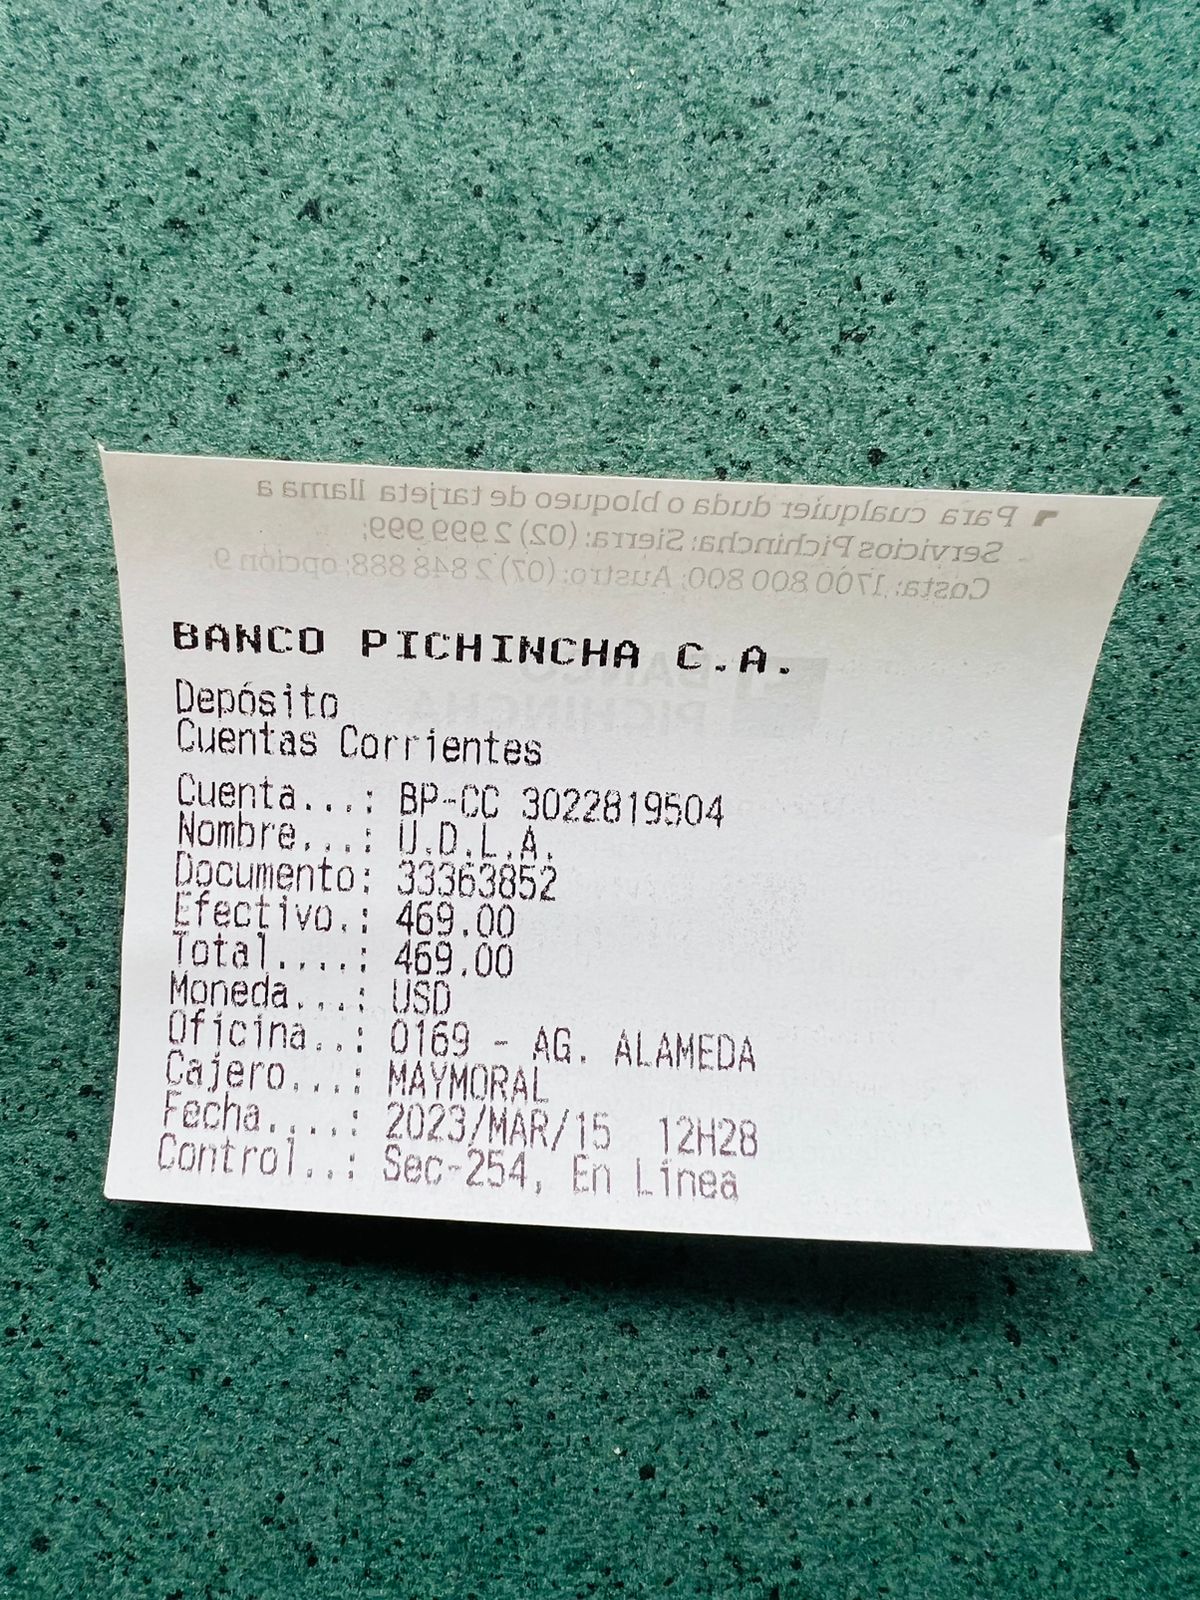 Para cualquier duda o bloqueo de tarjeta llama a
Servicios Pichincha: Sierra: (02) 2 999 999;
Costa: 1700 800 800; Austro: (07) 2 848 888; opción 9.
BANCO PICHINCHA C.A.
BANCO
PICHINCHA
Depósito
Cuentas Corrientes
Cuenta...: BP-CC 3022819504
Nombre...: U.D.L.A.
Documento: 33363852
Efectivo.: 469.00
Total....: 469.00
Moneda...: USD
Oficina..: 0169 - AG. ALAMEDA
Cajero...: MAYMORAL
Fecha....: 2023/MAR/15 12H28
Control..: Sec-254, En Línea